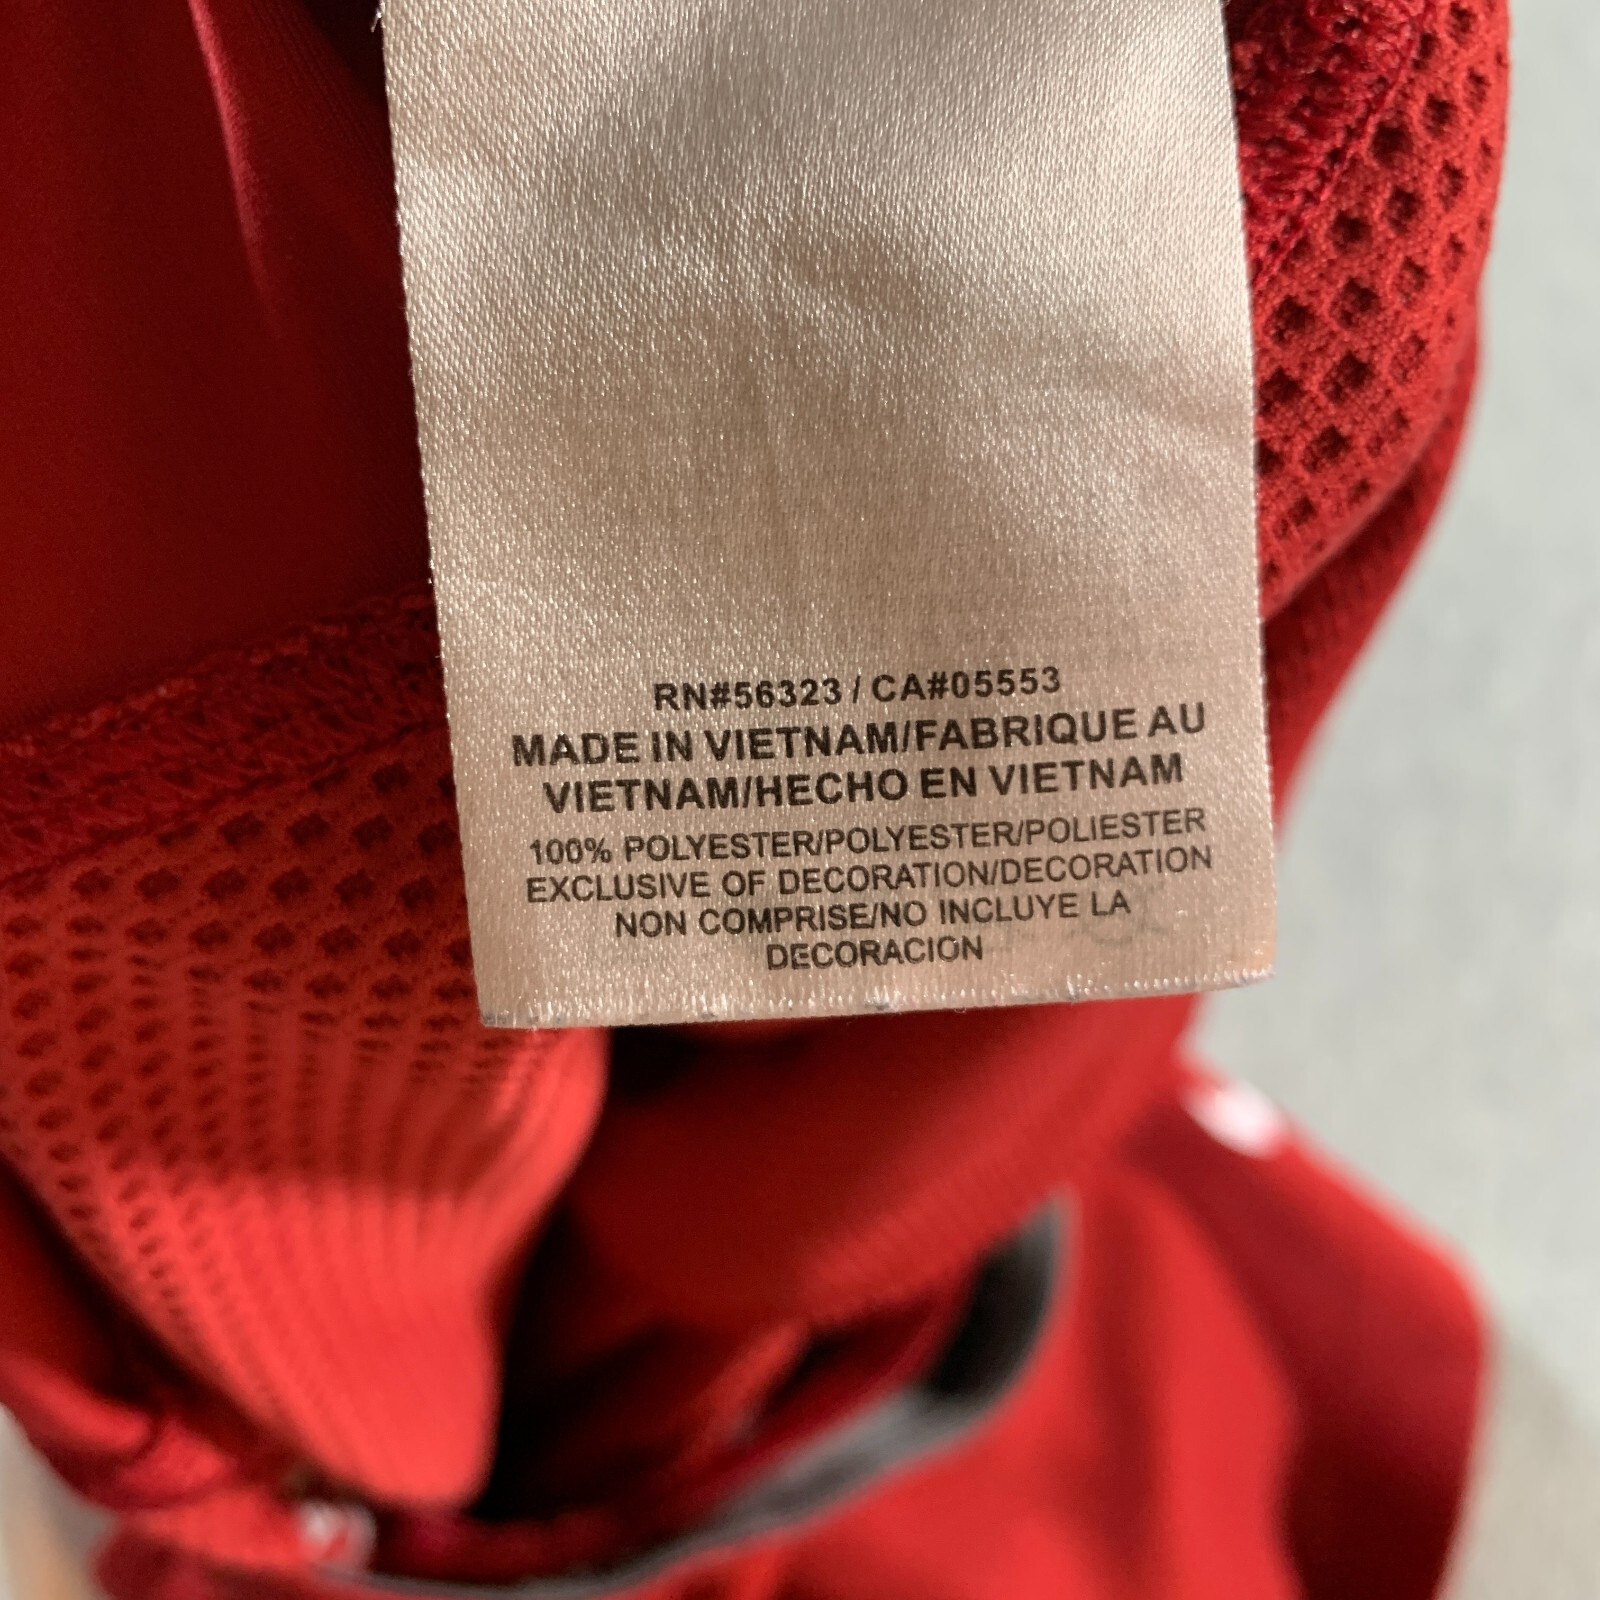 RN#56323 / CA#05553
MADE IN VIETNAM/FABRIQUE AU
VIETNAM/HECHO EN VIETNAM
100% POLYESTER/POLYESTER/POLIESTER
EXCLUSIVE OF DECORATION/DECORATION
NON COMPRISE/NO INCLUYE LA
DECORACION